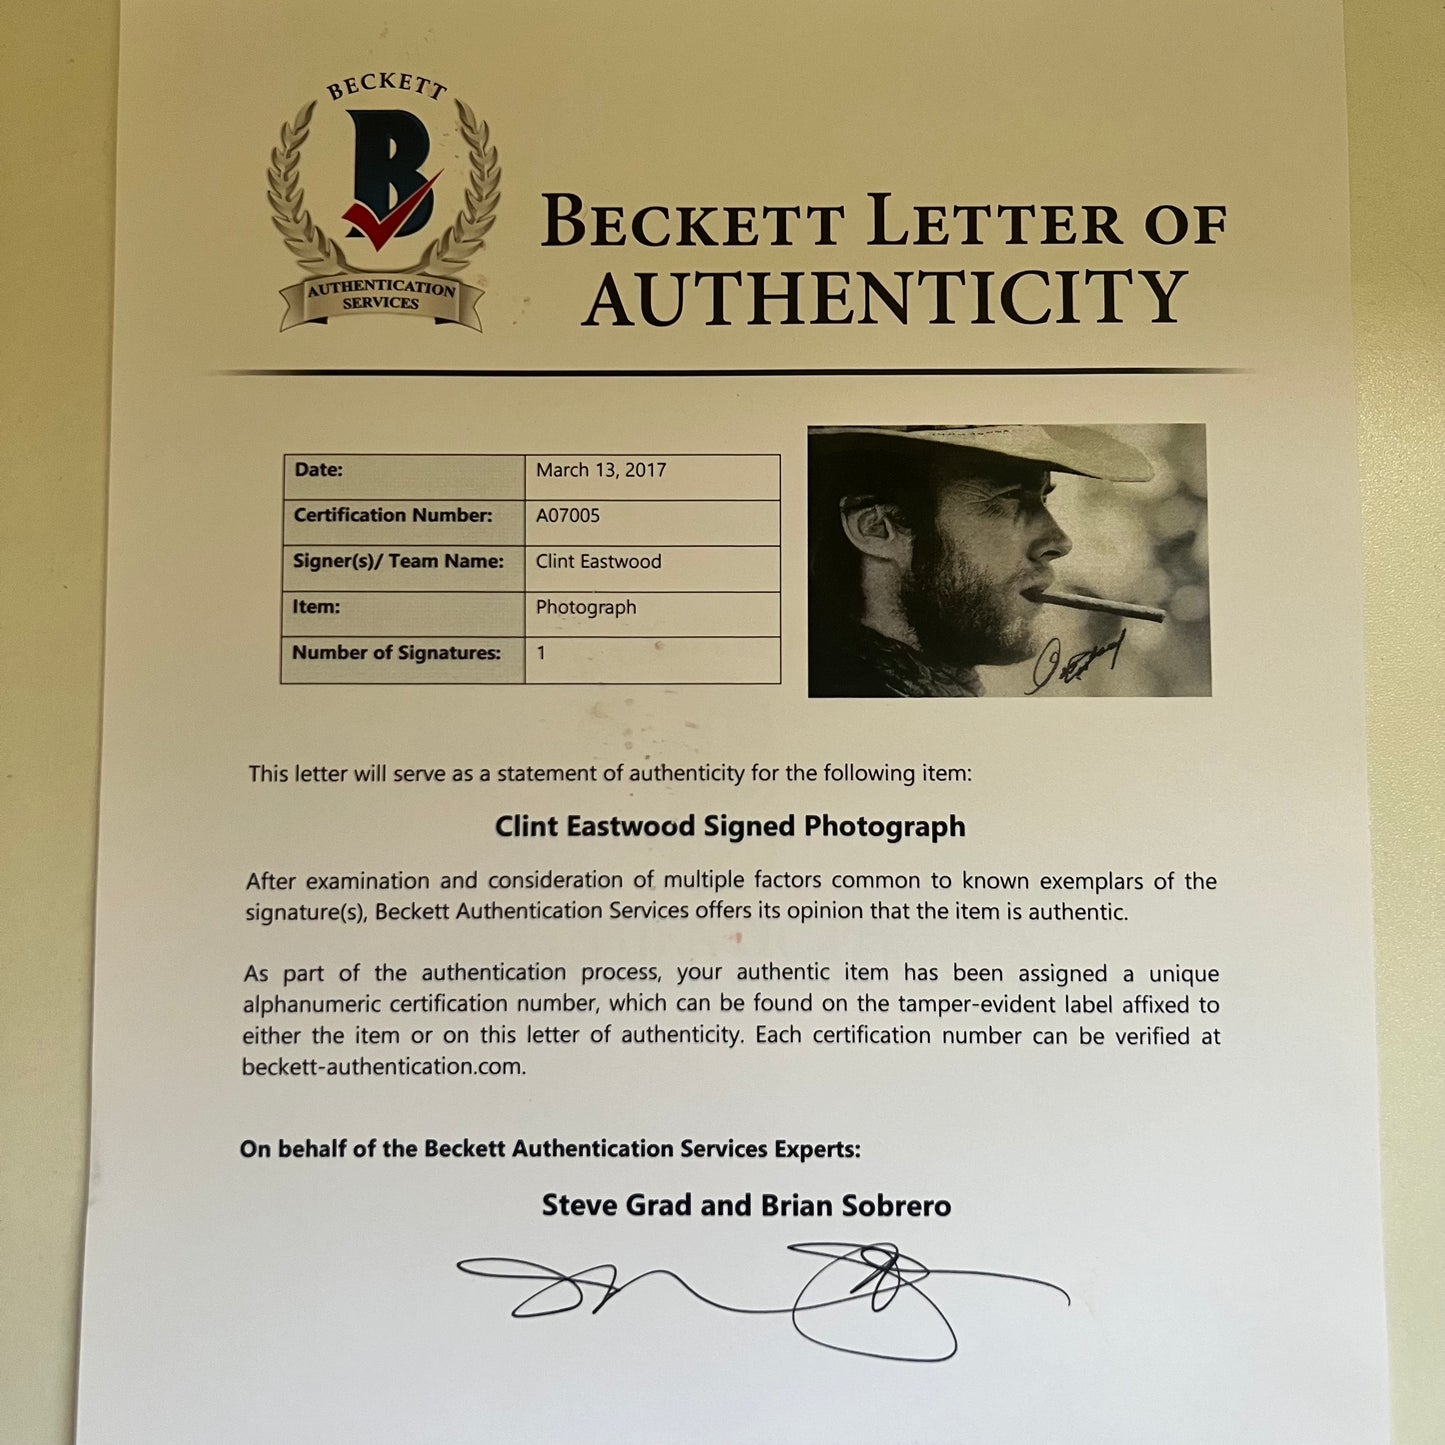 BECKETT
B
AUTHENTICATION
SERVICES
BECKETT LETTER OF
AUTHENTICITY
Date: March 13, 2017
Certification Number: A07005
Signer(s)/ Team Name: Clint Eastwood
Item: Photograph
Number of Signatures: 1
This letter will serve as a statement of authenticity for the following item:
Clint Eastwood Signed Photograph
After examination and consideration of multiple factors common to known exemplars of the
signature(s), Beckett Authentication Services offers its opinion that the item is authentic.
As part of the authentication process, your authentic item has been assigned a unique
alphanumeric certification number, which can be found on the tamper-evident label affixed to
either the item or on this letter of authenticity. Each certification number can be verified at
beckett-authentication.com.
On behalf of the Beckett Authentication Services Experts:
Steve Grad and Brian Sobrero